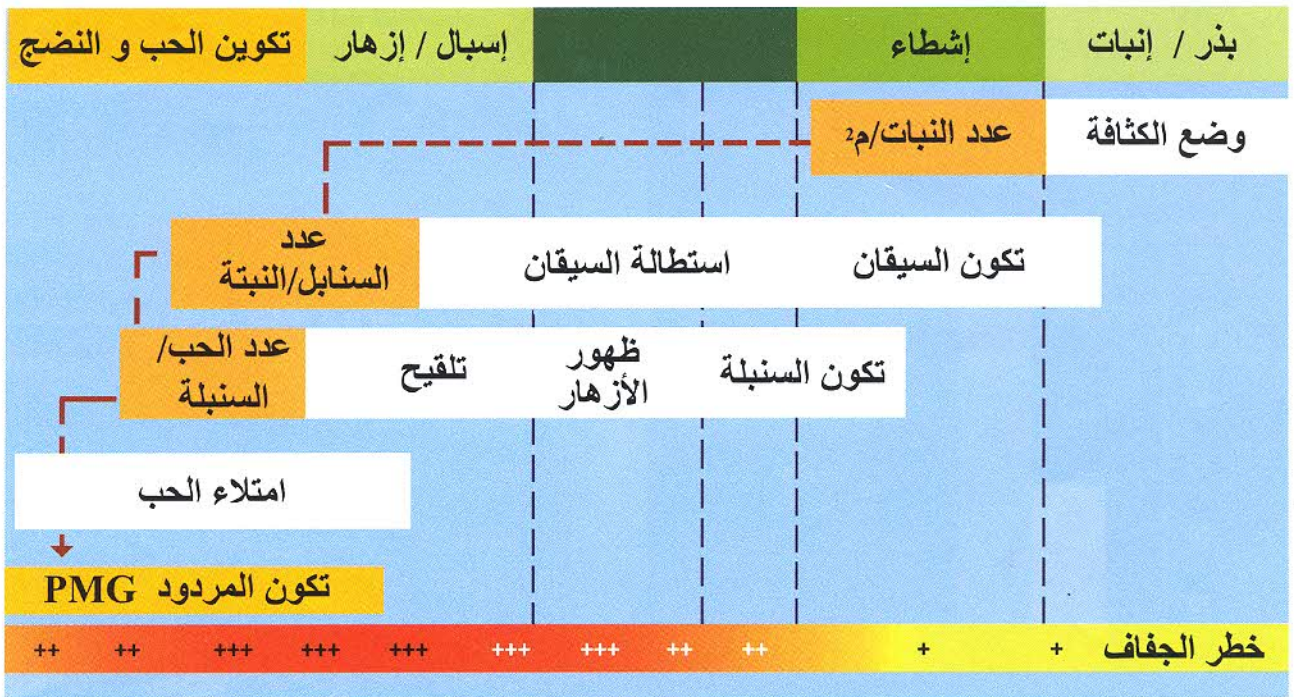 بذر / إنبات
إشطاء
إسبال / إزهار
تكوين الحب و النضج
وضع الكثافة
عدد النبات/م²
تكون السيقان
استطالة السيقان
عدد
السنابل/النبتة
تكون السنبلة
ظهور
الأزهار
تلقيح
عدد الحب/
السنبلة
امتلاء الحب
تكون المردود PMG
خطر الجفاف + + ++ ++ +++ +++ +++ +++ +++ ++ ++